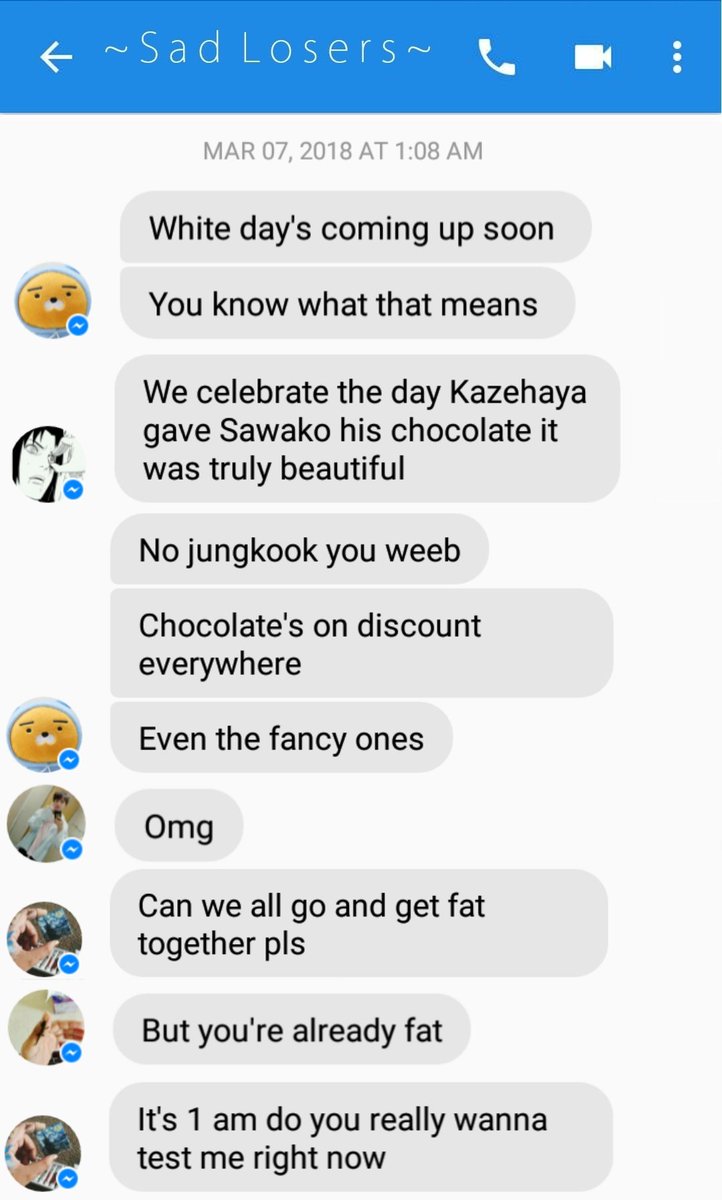 ~Sad Losers~
MAR 07, 2018 AT 1:08 AM
White day's coming up soon
You know what that means
We celebrate the day Kazehaya
gave Sawako his chocolate it
was truly beautiful
No jungkook you weeb
Chocolate's on discount
everywhere
Even the fancy ones
Omg
Can we all go and get fat
together pls
But you're already fat
It's 1 am do you really wanna
test me right now